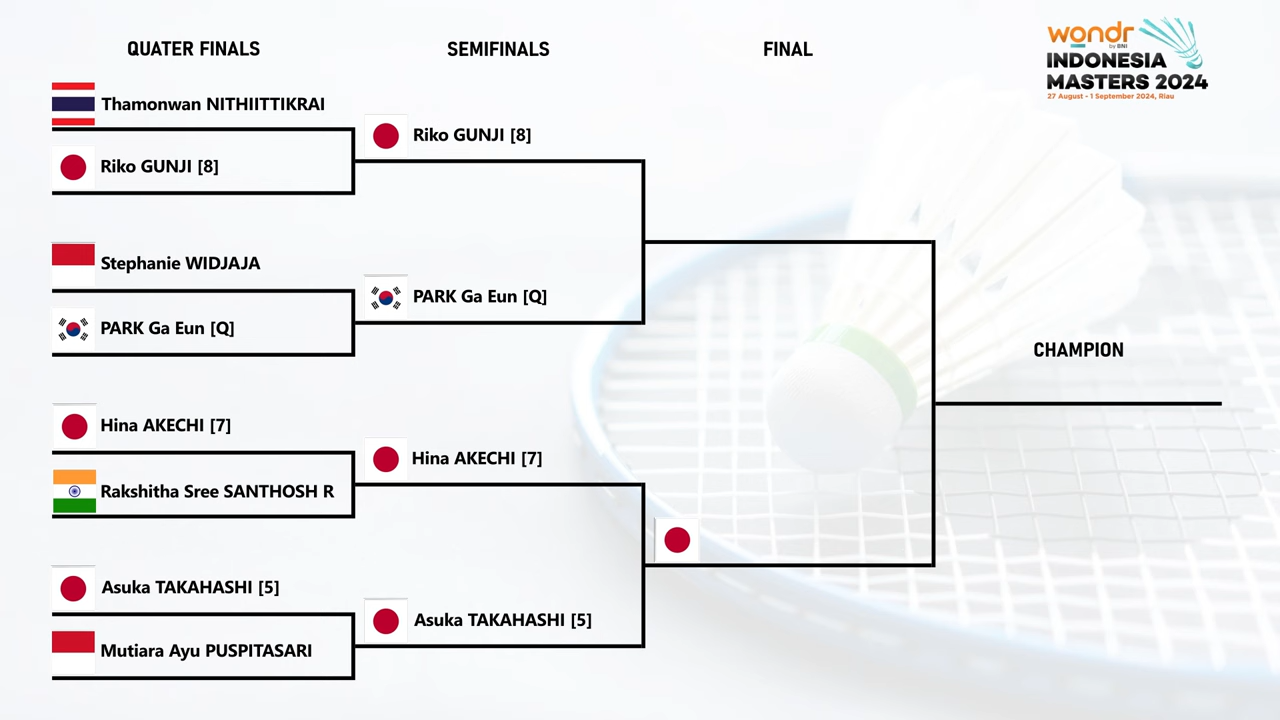 QUATER FINALS
SEMIFINALS
FINAL
wondr
by BNI
INDONESIA
MASTERS 2024
27 August - 1 September 2024, Riau
Thamonwan NITHIITTIKRAI
Riko GUNJI [8]
Stephanie WIDJAJA
PARK Ga Eun [Q]
Hina AKECHI [7]
Rakshitha Sree SANTHOSH R
Asuka TAKAHASHI [5]
Mutiara Ayu PUSPITASARI
Riko GUNJI [8]
PARK Ga Eun [Q]
Hina AKECHI [7]
Asuka TAKAHASHI [5]
CHAMPION